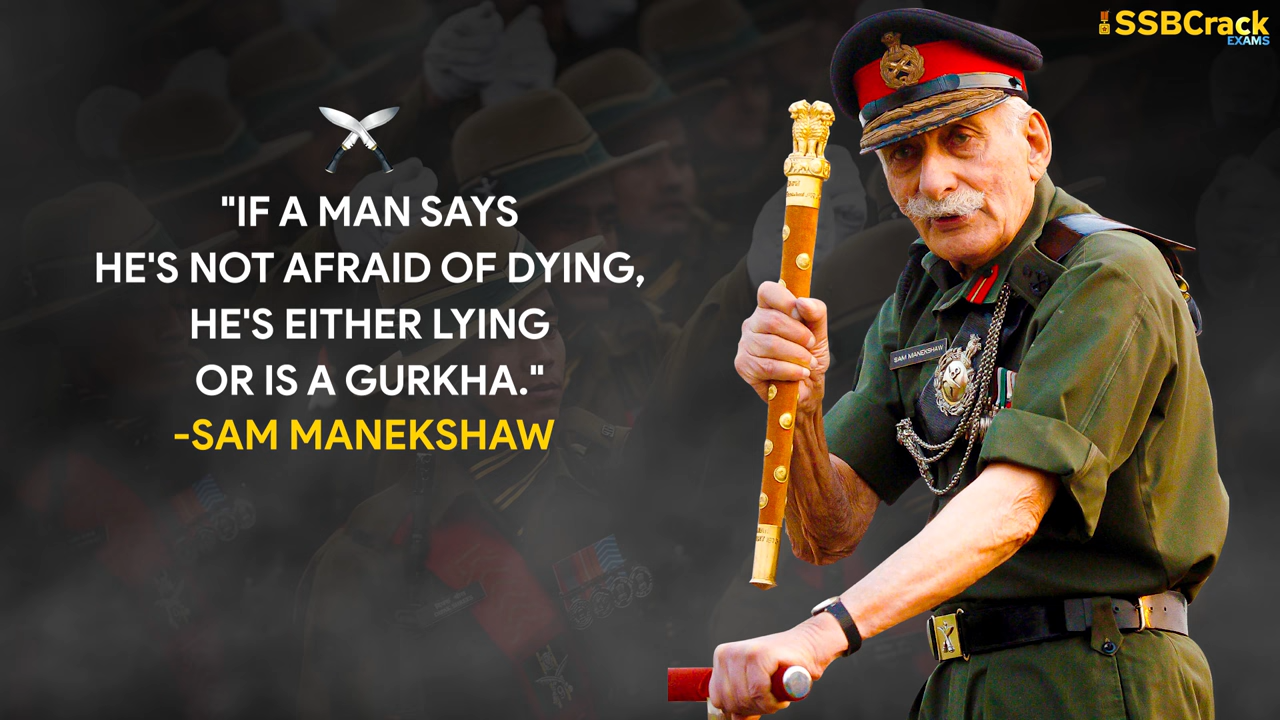 SSBCrack
EXAMS
"IF A MAN SAYS
HE'S NOT AFRAID OF DYING,
HE'S EITHER LYING
OR IS A GURKHA."
-SAM MANEKSHAW
SAM MANEKSHAW